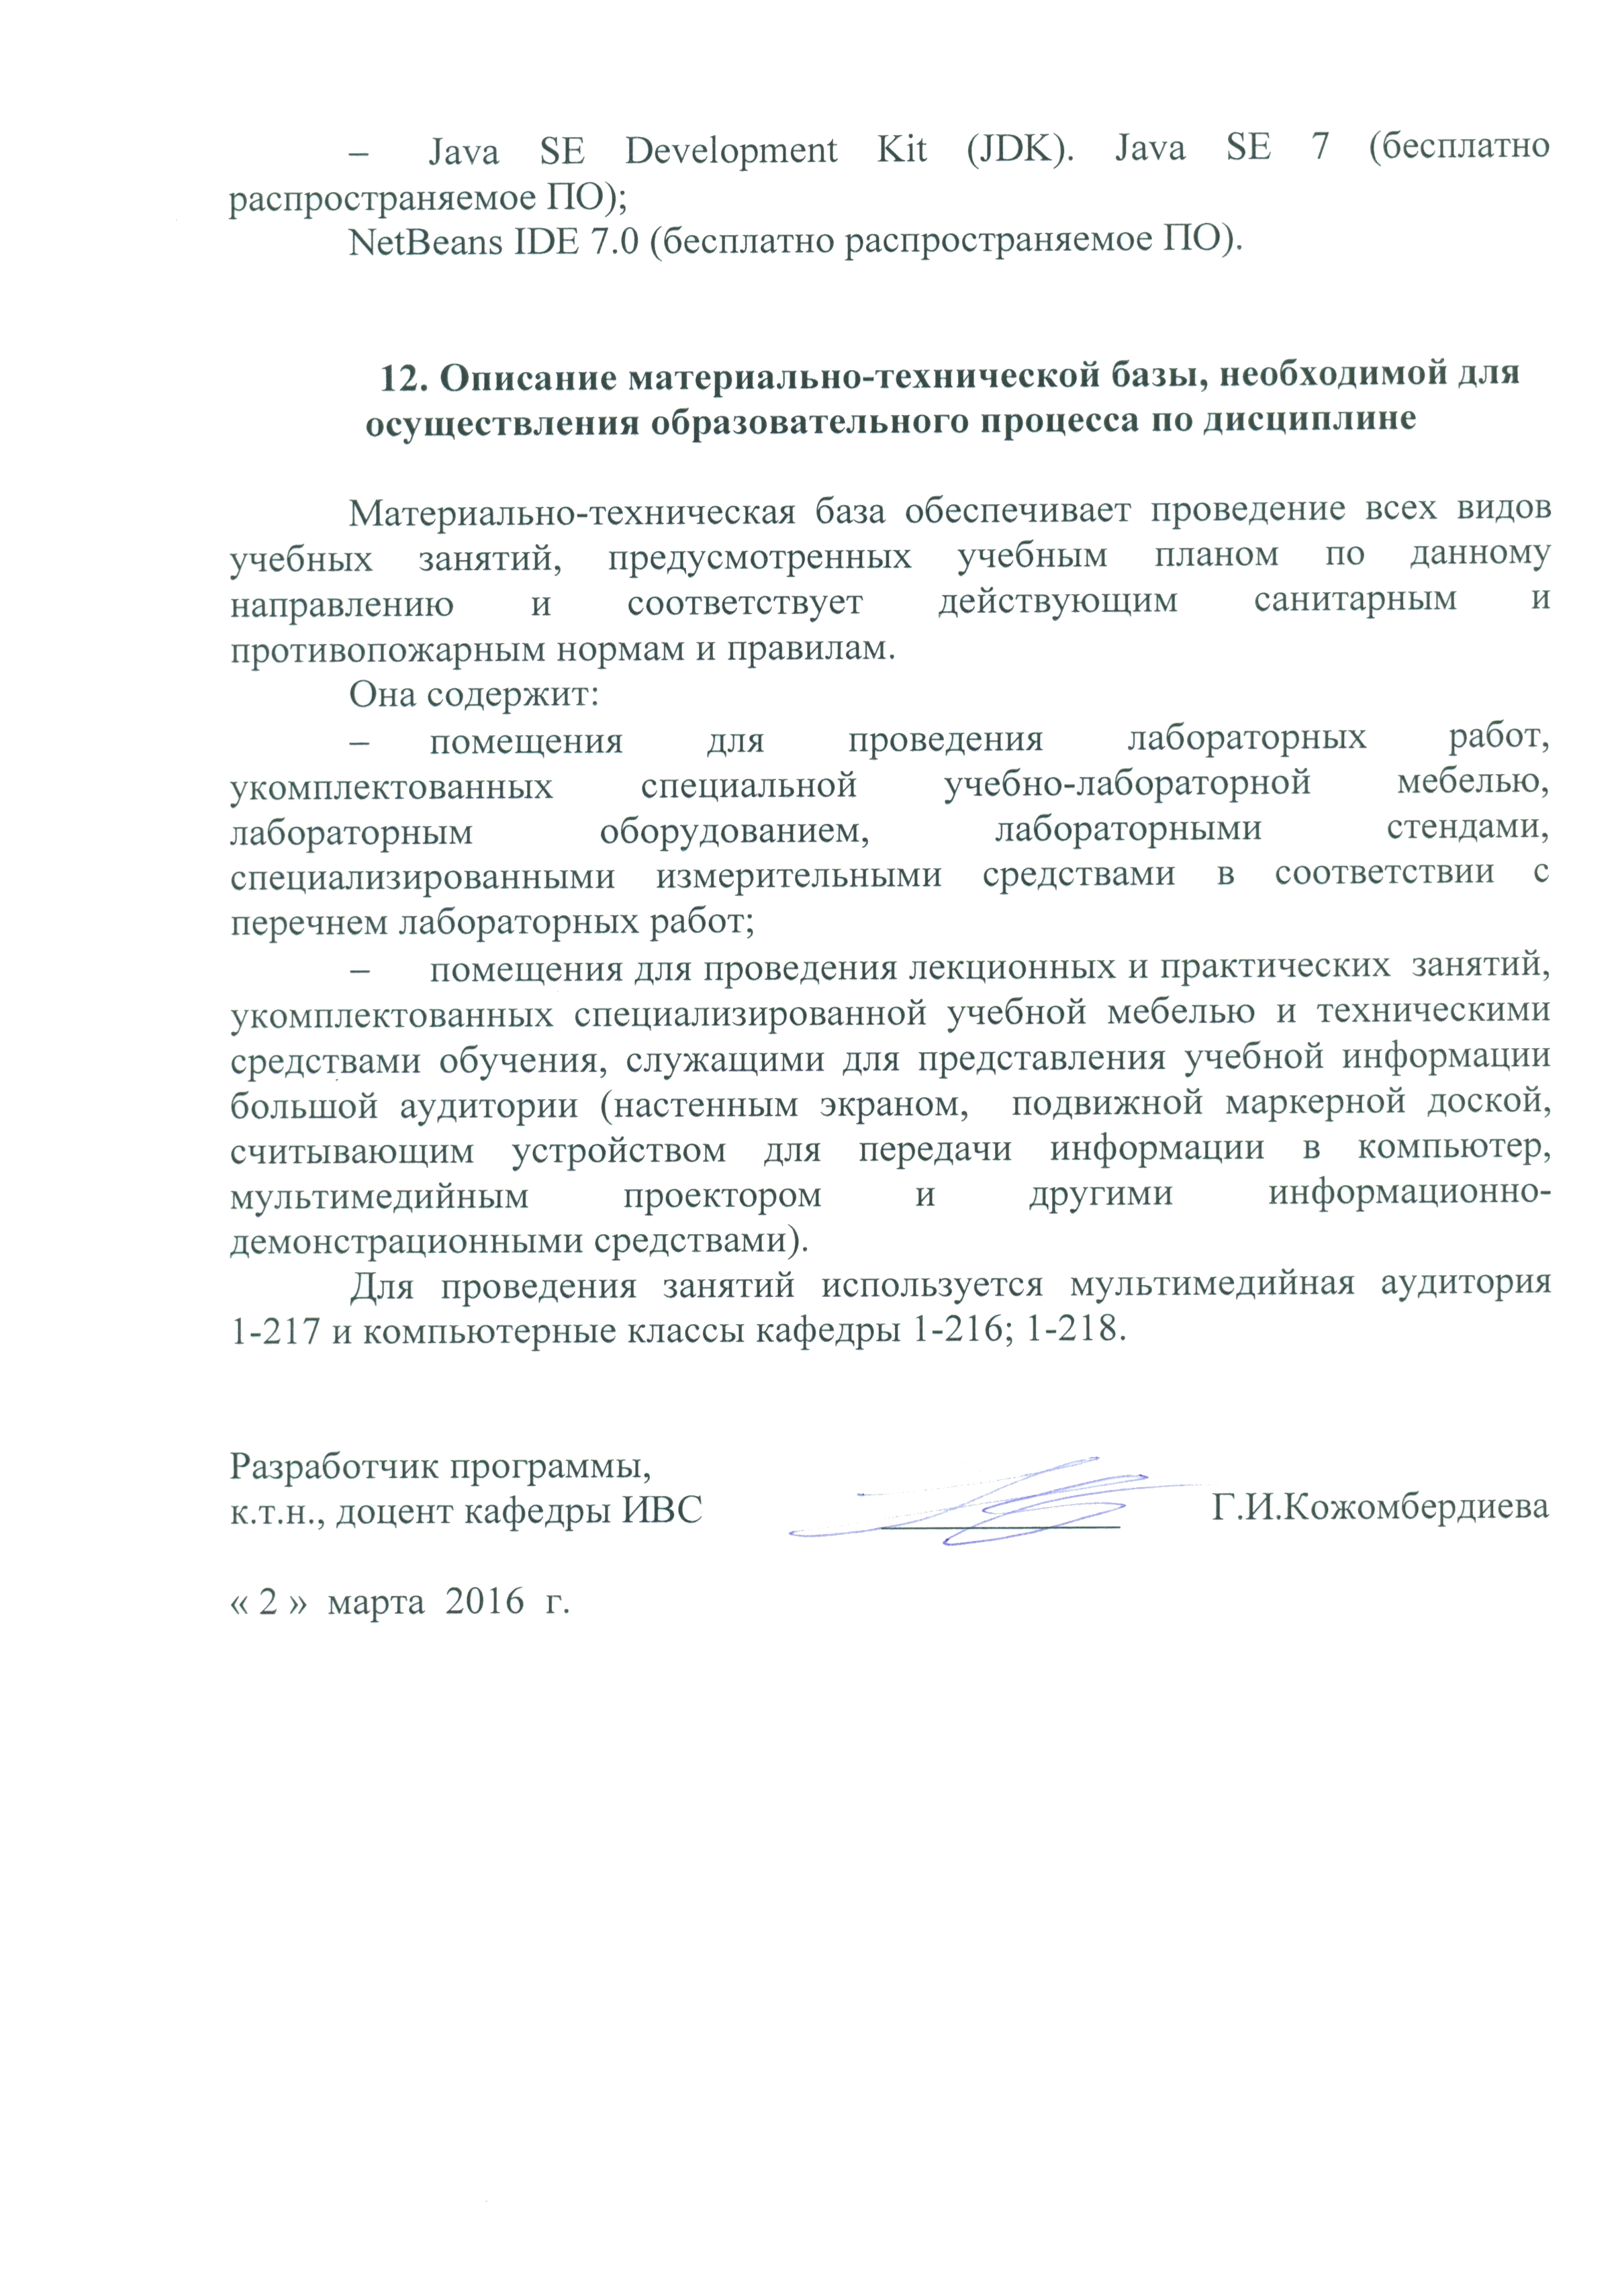 – Java SE Development Kit (JDK). Java SE 7 (бесплатно
распространяемое ПО);
NetBeans IDE 7.0 (бесплатно распространяемое ПО).
12. Описание материально-технической базы, необходимой для
осуществления образовательного процесса по дисциплине
Материально-техническая база обеспечивает проведение всех видов
учебных занятий, предусмотренных учебным планом по данному
направлению и соответствует действующим санитарным и
противопожарным нормам и правилам.
Она содержит:
– помещения для проведения лабораторных работ,
укомплектованных специальной учебно-лабораторной мебелью,
лабораторным оборудованием, лабораторными стендами,
специализированными измерительными средствами в соответствии с
перечнем лабораторных работ;
– помещения для проведения лекционных и практических занятий,
укомплектованных специализированной учебной мебелью и техническими
средствами обучения, служащими для представления учебной информации
большой аудитории (настенным экраном, подвижной маркерной доской,
считывающим устройством для передачи информации в компьютер,
мультимедийным проектором и другими информационно-
демонстрационными средствами).
Для проведения занятий используется мультимедийная аудитория
1-217 и компьютерные классы кафедры 1-216; 1-218.
Разработчик программы,
к.т.н., доцент кафедры ИВС Г.И.Кожомбердиева
« 2 » марта 2016 г.